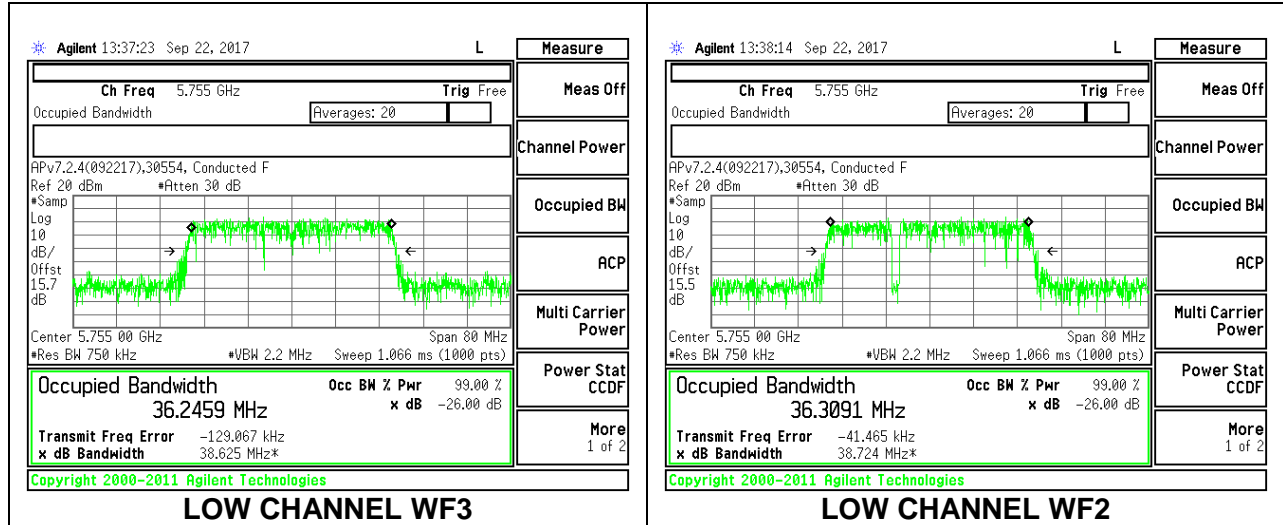 Agilent 13:37:23 Sep 22, 2017 L
Measure
Ch Freq 5.755 GHz Trig Free
Meas Off
Occupied Bandwidth Averages: 20
Channel Power
APv7.2.4(092217),30554, Conducted F
Ref 20 dBm #Atten 30 dB
#Samp
Log
10
dB/
Offst
15.7
dB
Occupied BW
ACP
Multi Carrier
Power
Center 5.755 00 GHz Span 80 MHz
#Res BW 750 kHz #VBW 2.2 MHz Sweep 1.066 ms (1000 pts)
Power Stat
CCDF
Occupied Bandwidth Occ BW % Pwr 99.00 %
36.2459 MHz x dB -26.00 dB
Transmit Freq Error -129.067 kHz
x dB Bandwidth 38.625 MHz*
More
1 of 2
Copyright 2000-2011 Agilent Technologies
LOW CHANNEL WF3
Agilent 13:38:14 Sep 22, 2017 L
Measure
Ch Freq 5.755 GHz Trig Free
Meas Off
Occupied Bandwidth Averages: 20
Channel Power
APv7.2.4(092217),30554, Conducted F
Ref 20 dBm #Atten 30 dB
#Samp
Log
10
dB/
Offst
15.5
dB
Occupied BW
ACP
Multi Carrier
Power
Center 5.755 00 GHz Span 80 MHz
#Res BW 750 kHz #VBW 2.2 MHz Sweep 1.066 ms (1000 pts)
Power Stat
CCDF
Occupied Bandwidth Occ BW % Pwr 99.00 %
36.3091 MHz x dB -26.00 dB
Transmit Freq Error -41.465 kHz
x dB Bandwidth 38.724 MHz*
More
1 of 2
Copyright 2000-2011 Agilent Technologies
LOW CHANNEL WF2